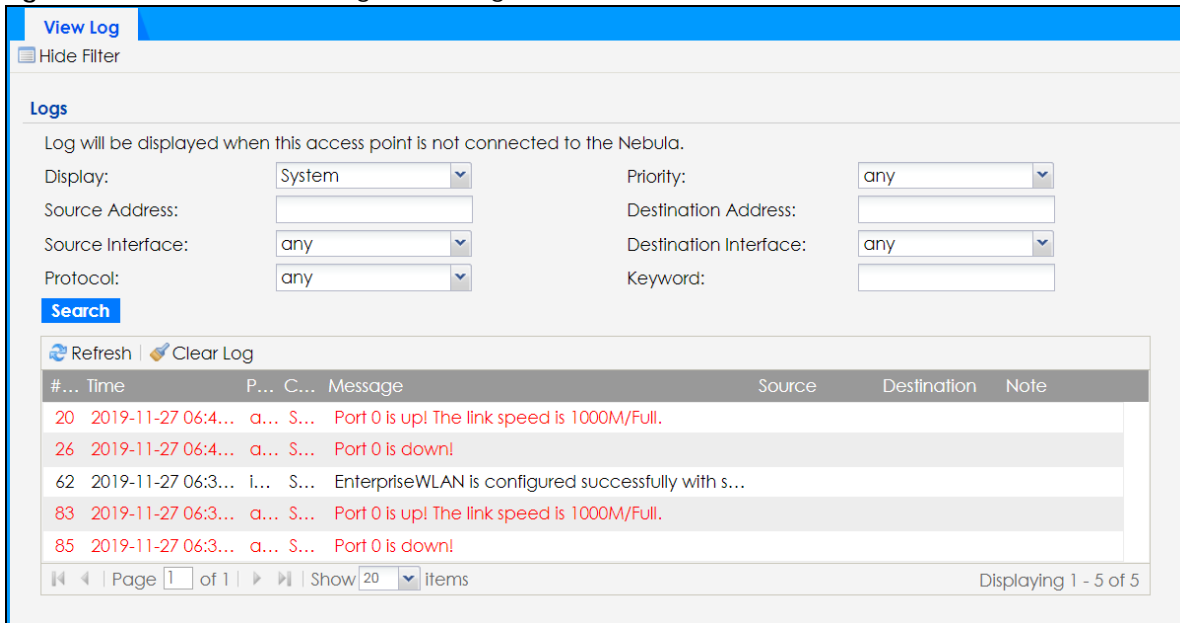 View Log
Hide Filter
Logs
Log will be displayed when this access point is not connected to the Nebula.
Display: System Priority: any
Source Address: Destination Address:
Source Interface: any Destination Interface: any
Protocol: any Keyword:
Search
Refresh Clear Log
#... Time P... C... Message Source Destination Note
20 2019-11-27 06:4... a... S... Port 0 is up! The link speed is 1000M/Full.
26 2019-11-27 06:4... a... S... Port 0 is down!
62 2019-11-27 06:3... i... S... EnterpriseWLAN is configured successfully with s...
83 2019-11-27 06:3... a... S... Port 0 is up! The link speed is 1000M/Full.
85 2019-11-27 06:3... a... S... Port 0 is down!
Page 1 of 1 Show 20 items Displaying 1 - 5 of 5